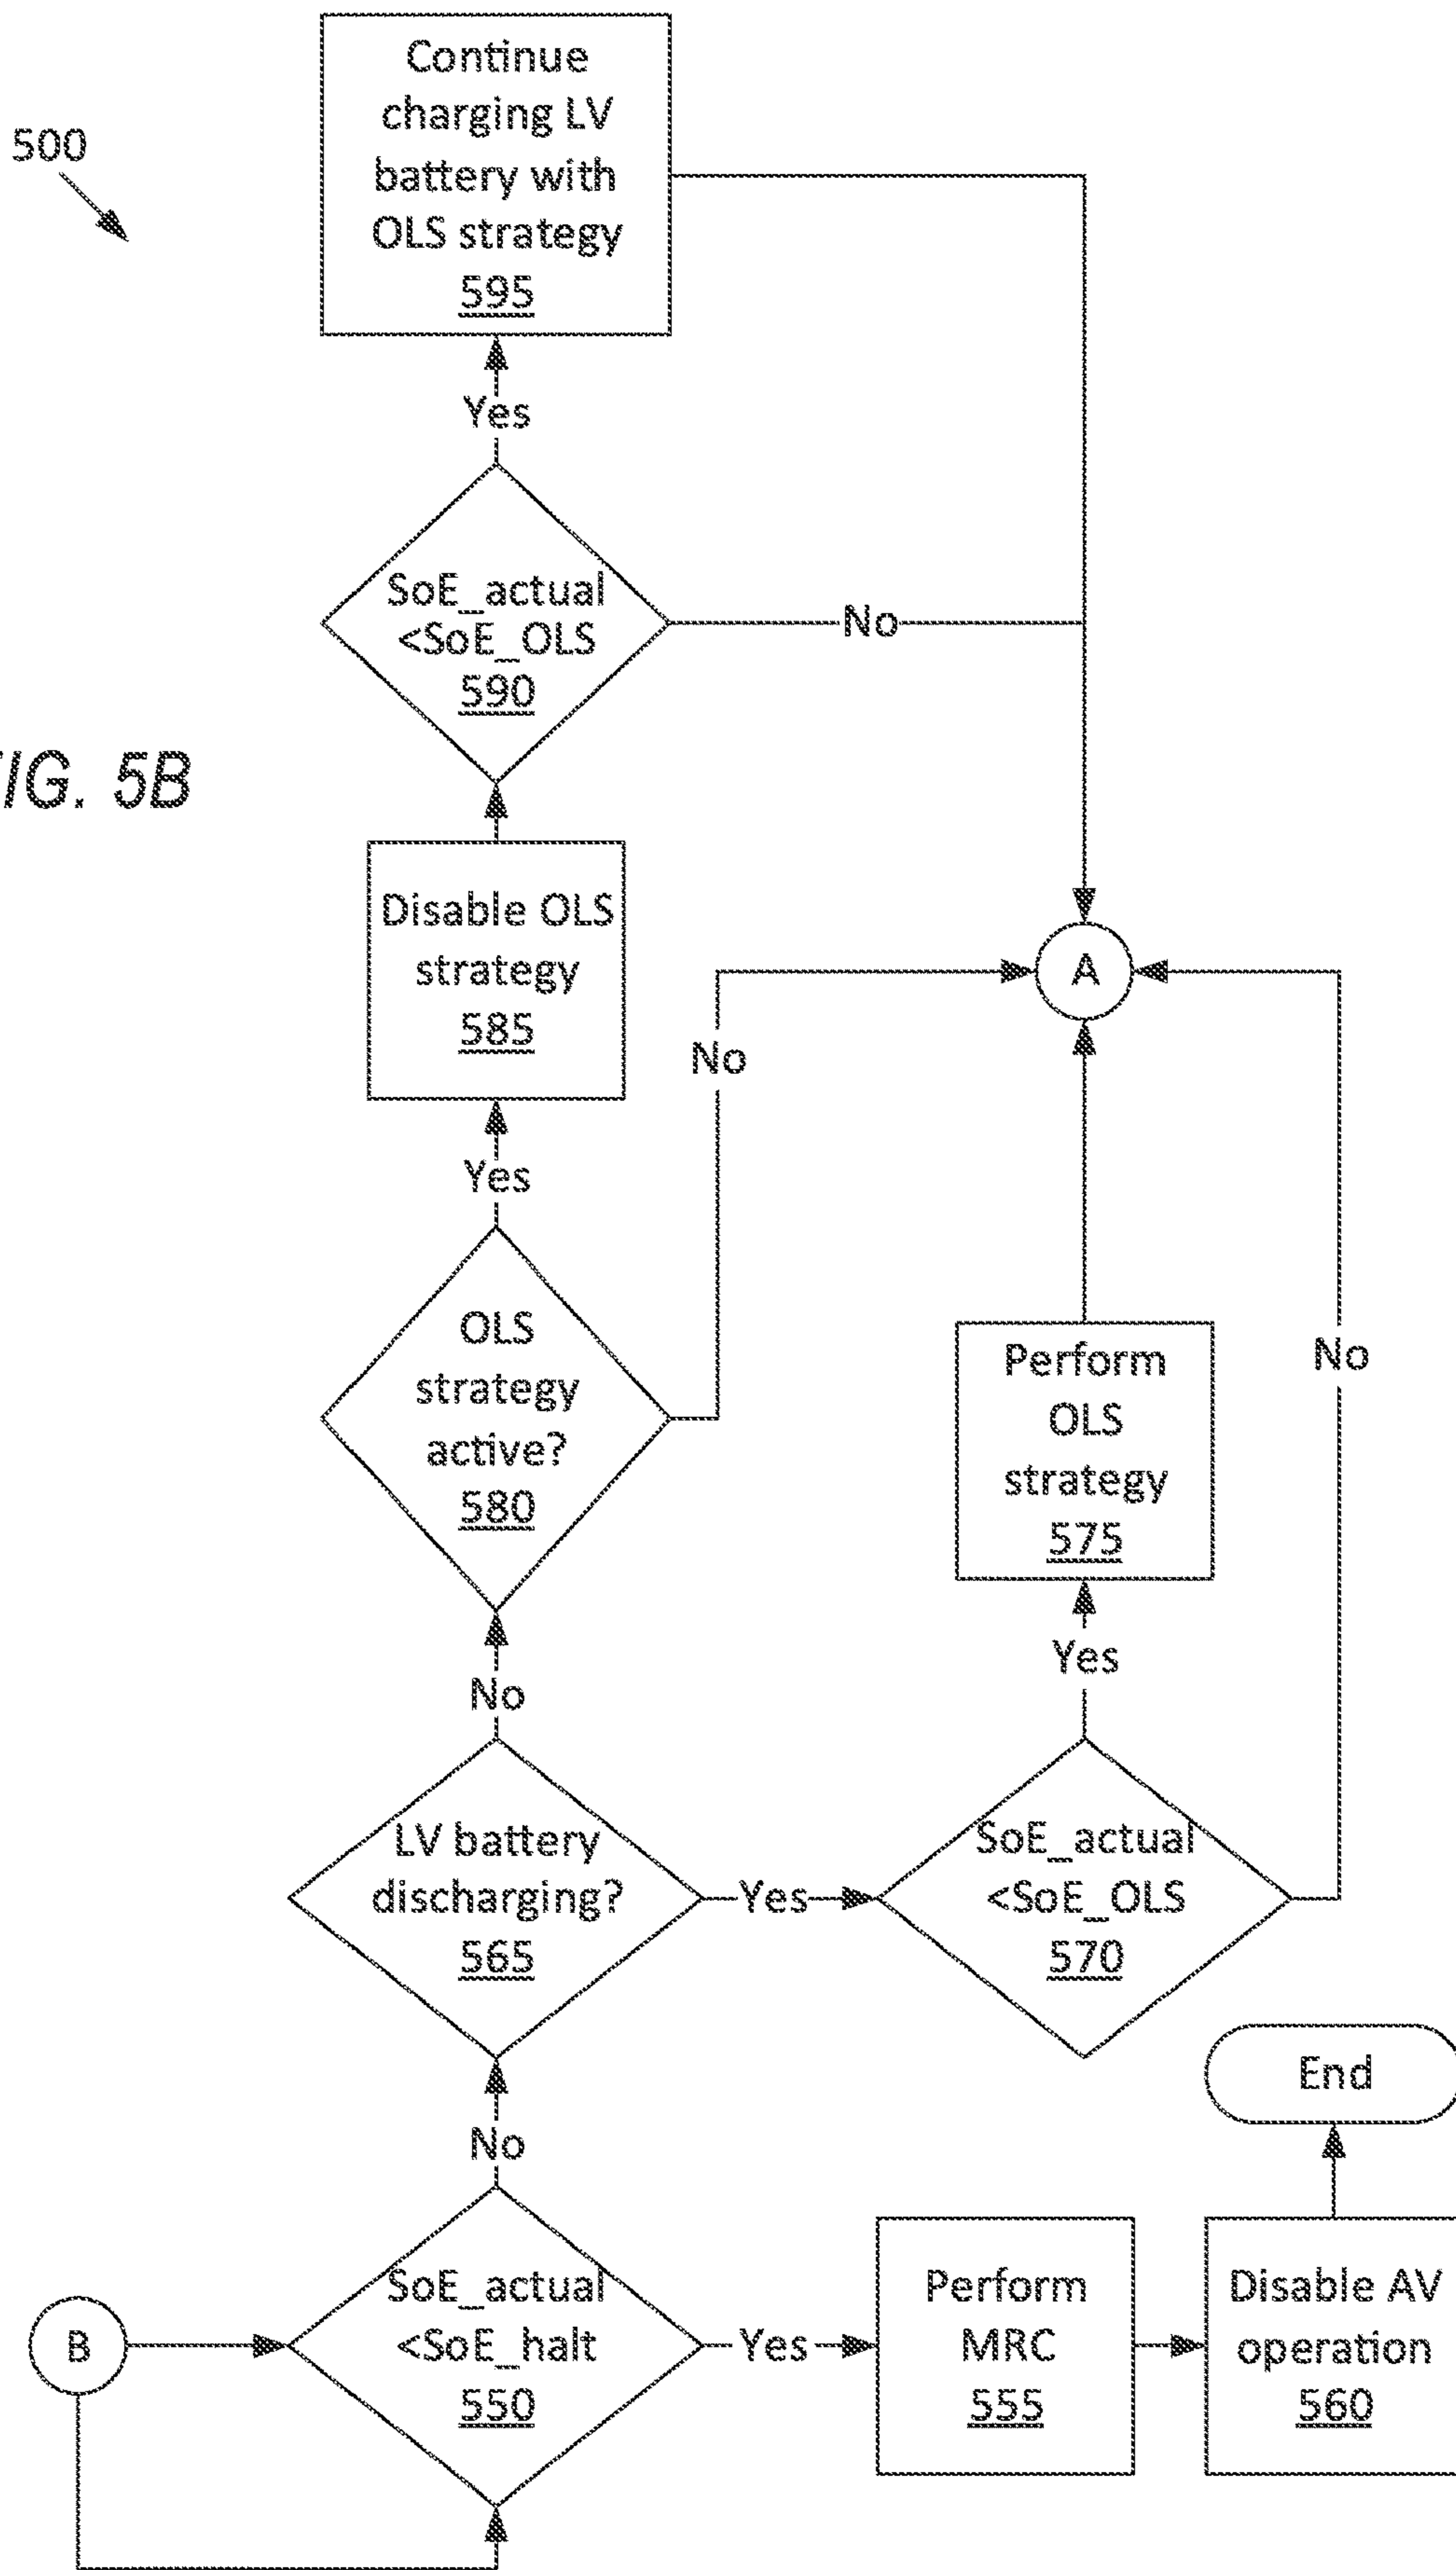 Continue
charging LV
battery with
OLS strategy
595
500
Yes
SoE_actual
<SoE_OLS
590
No
IG. 5B
Disable OLS
strategy
585
A
No
Yes
OLS
strategy
active?
580
Perform
OLS
strategy
575
No
Yes
No
LV battery
discharging?
565
Yes
SoE_actual
<SoE_OLS
570
End
No
B
SoE_actual
<SoE_halt
550
Yes
Perform
MRC
555
Disable AV
operation
560